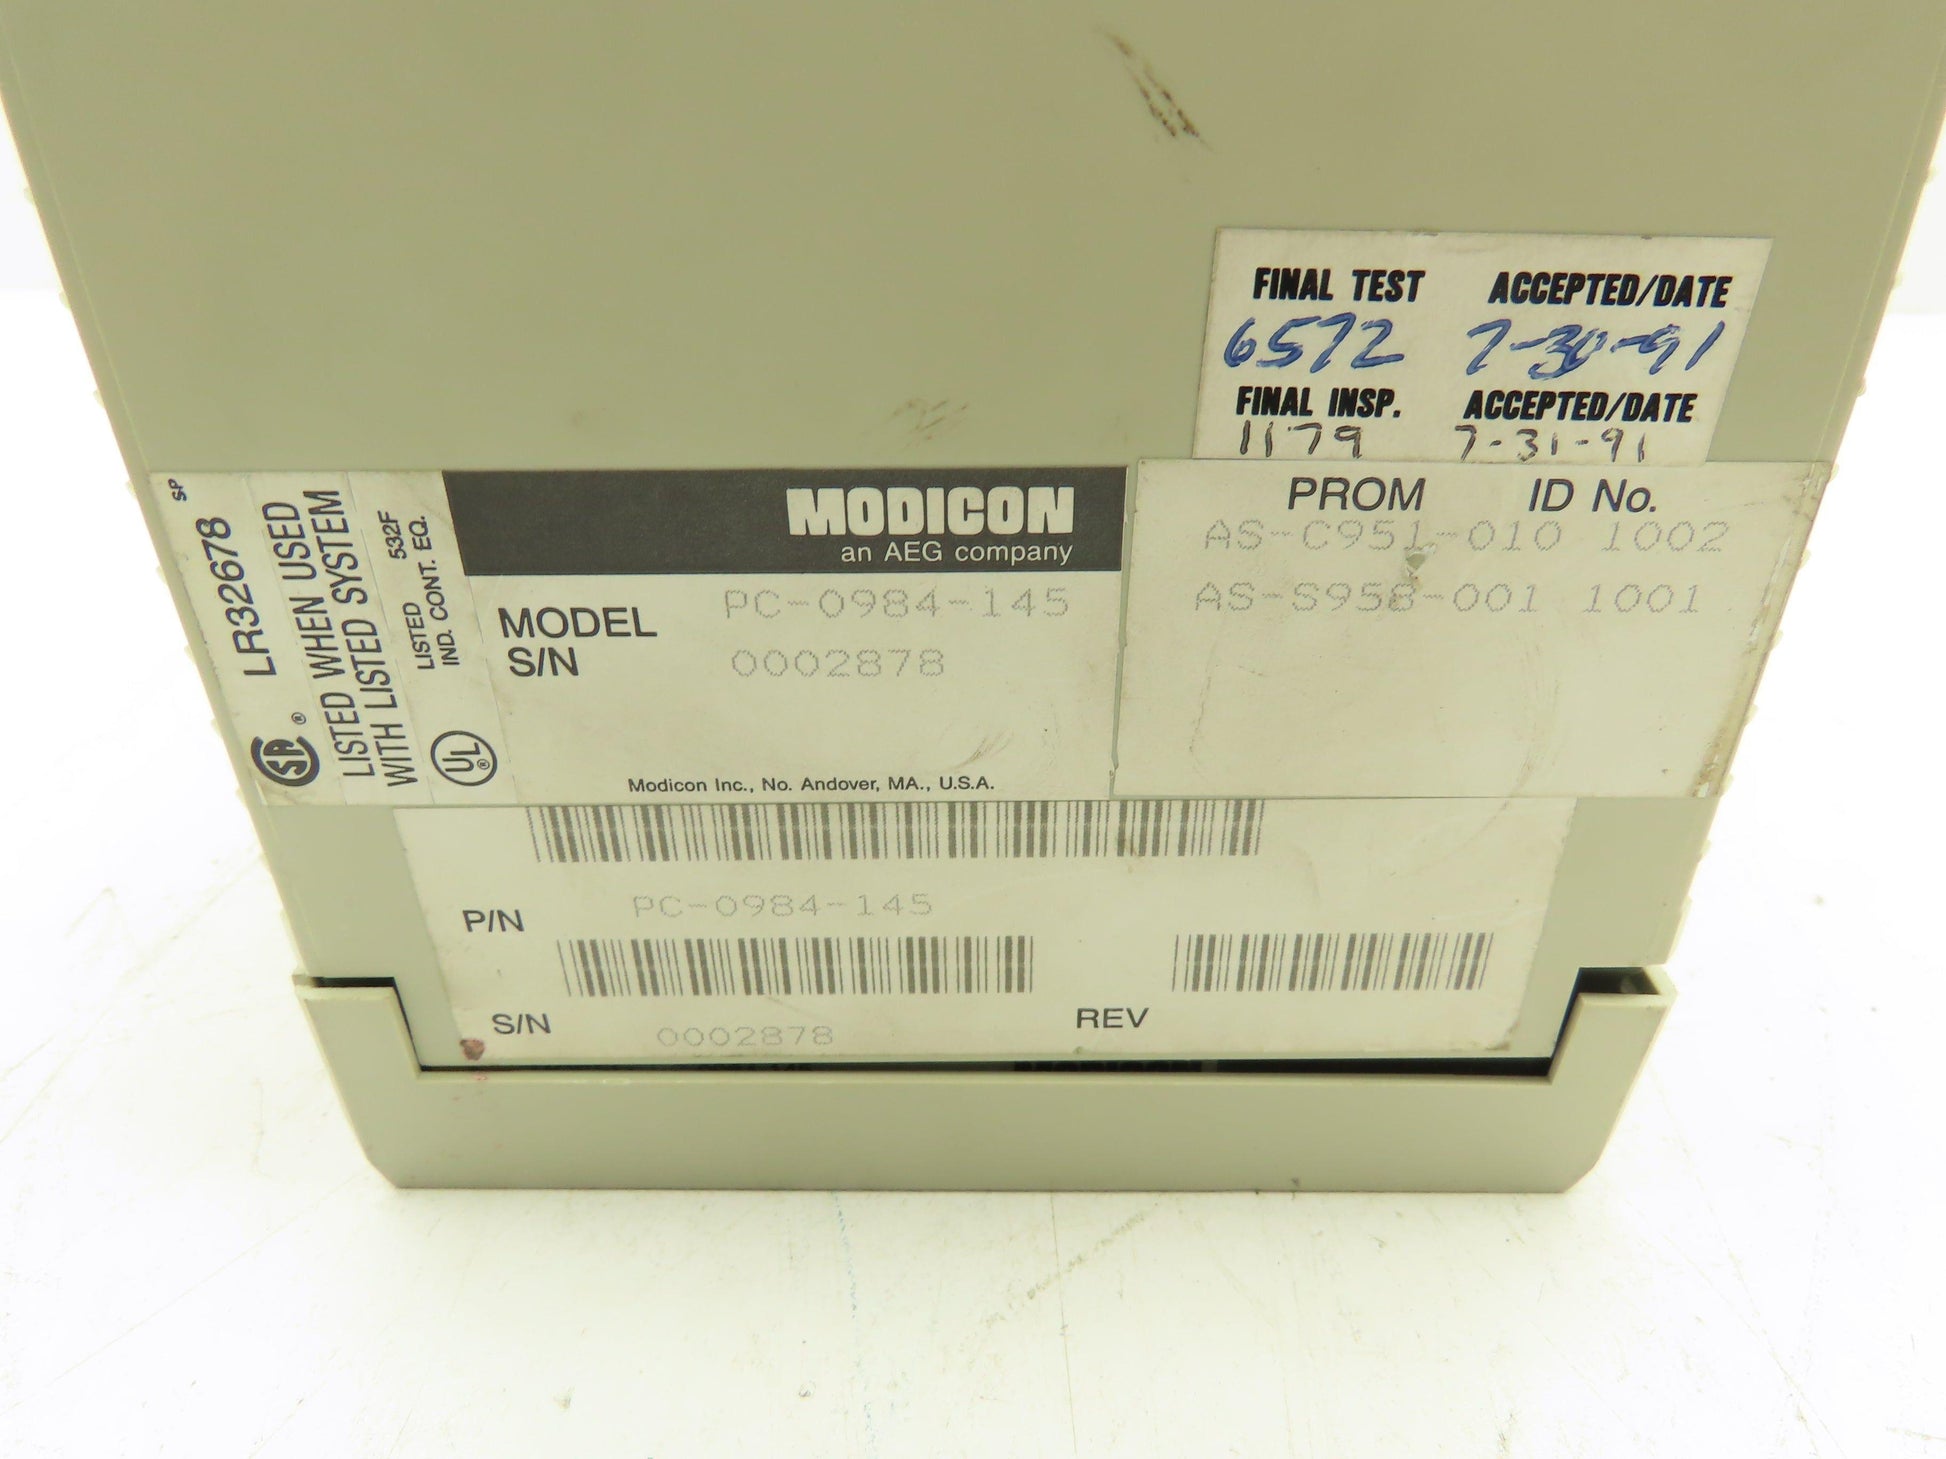 FINAL TEST ACCEPTED/DATE
6572 7-30-91
FINAL INSP. ACCEPTED/DATE
1179 7-31-91
SP
LR32678
SA ®
LISTED WHEN USED
WITH LISTED SYSTEM
LISTED 532F
IND. CONT. EQ.
UL ®
MODICON
an AEG company
MODEL PC-0984-145
S/N 0002878
Modicon Inc., No. Andover, MA., U.S.A.
PROM ID No.
AS-C951-010 1002
AS-S958-001 1001
P/N PC-0984-145
S/N 0002878
REV